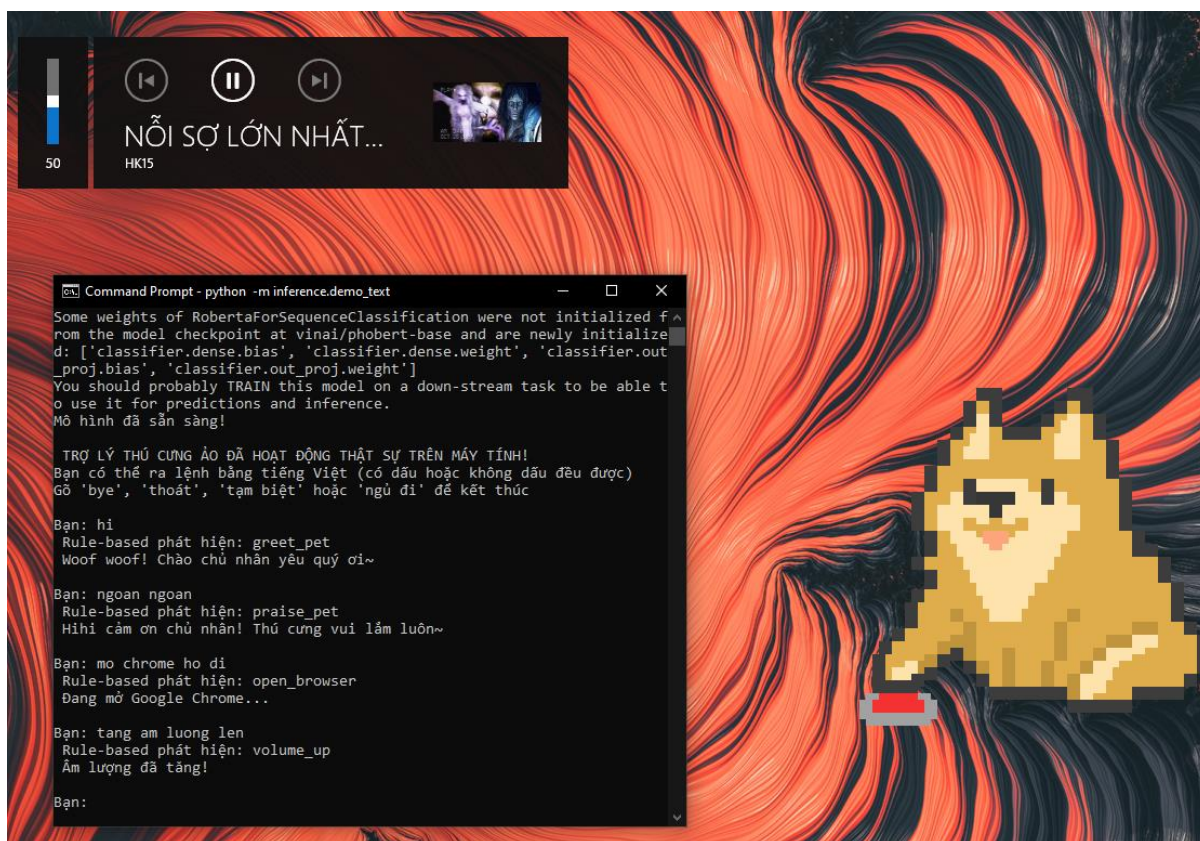 NỖI SỢ LỚN NHẤT...
50
HK15
Command Prompt - python -m inference.demo_text
Some weights of RobertaForSequenceClassification were not initialized f
rom the model checkpoint at vinai/phobert-base and are newly initialize
d: ['classifier.dense.bias', 'classifier.dense.weight', 'classifier.out
_proj.bias', 'classifier.out_proj.weight']
You should probably TRAIN this model on a down-stream task to be able t
o use it for predictions and inference.
Mô hình đã sẵn sàng!
TRỢ LÝ THÚ CƯNG ẢO ĐÃ HOẠT ĐỘNG THẬT SỰ TRÊN MÁY TÍNH!
Bạn có thể ra lệnh bằng tiếng Việt (có dấu hoặc không dấu đều được)
Gõ 'bye', 'thoát', 'tạm biệt' hoặc 'ngủ đi' để kết thúc
Bạn: hi
Rule-based phát hiện: greet_pet
Woof woof! Chào chủ nhân yêu quý ơi~
Bạn: ngoan ngoan
Rule-based phát hiện: praise_pet
Hihi cảm ơn chủ nhân! Thú cưng vui lắm luôn~
Bạn: mo chrome ho di
Rule-based phát hiện: open_browser
Đang mở Google Chrome...
Bạn: tang am luong len
Rule-based phát hiện: volume_up
Âm lượng đã tăng!
Bạn: